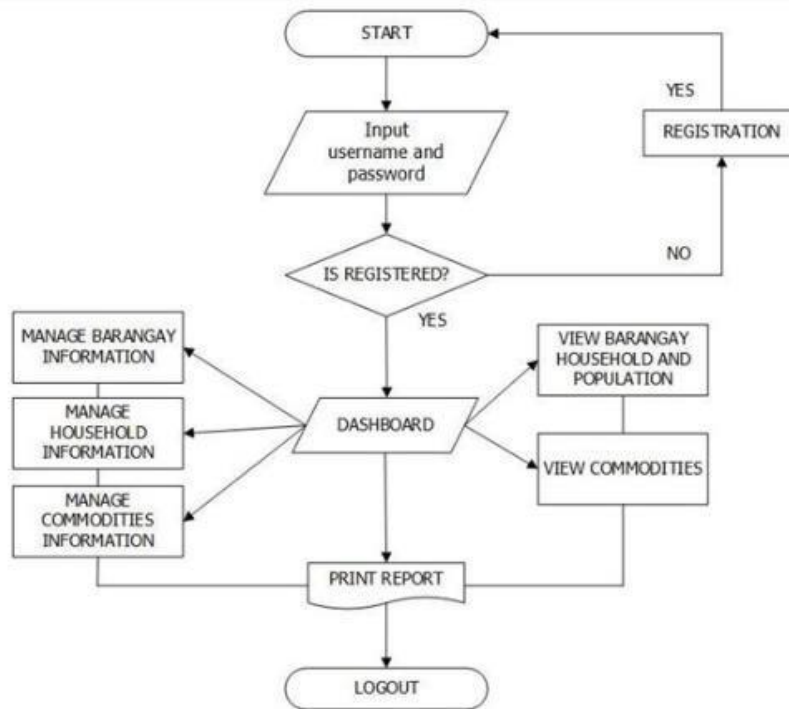 START
YES
REGISTRATION
Input
username and
password
NO
IS REGISTERED?
YES
MANAGE BARANGAY
INFORMATION
MANAGE
HOUSEHOLD
INFORMATION
MANAGE
COMMODITIES
INFORMATION
DASHBOARD
VIEW BARANGAY
HOUSEHOLD AND
POPULATION
VIEW COMMODITIES
PRINT REPORT
LOGOUT